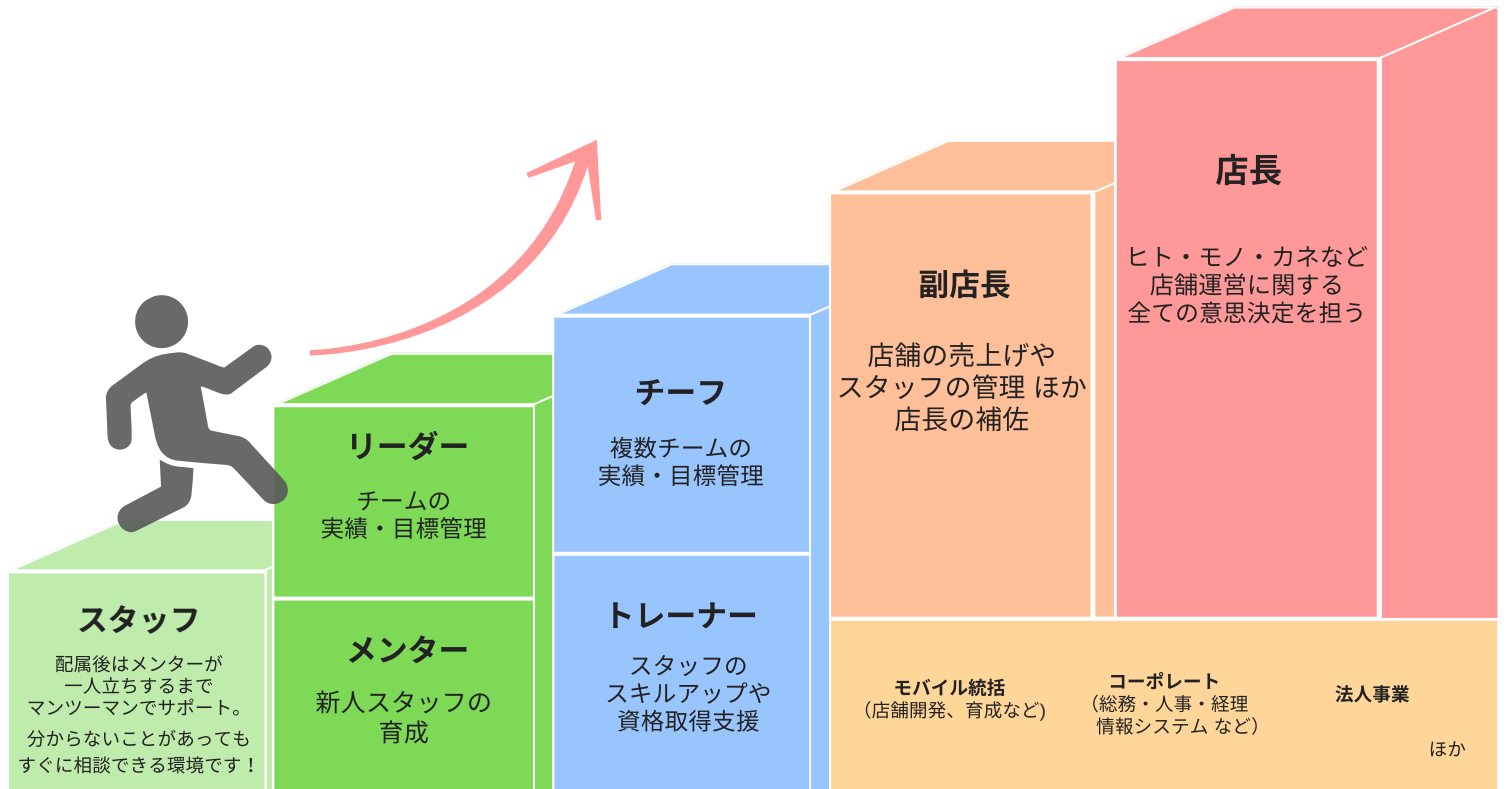 スタッフ
配属後はメンターが
一人立ちするまで
マンツーマンでサポート。
分からないことがあっても
すぐに相談できる環境です！
リーダー
チームの
実績・目標管理
メンター
新人スタッフの
育成
チーフ
複数チームの
実績・目標管理
トレーナー
スタッフの
スキルアップや
資格取得支援
副店長
店舗の売上げや
スタッフの管理 ほか
店長の補佐
店長
ヒト・モノ・カネなど
店舗運営に関する
全ての意思決定を担う
モバイル統括
（店舗開発、育成など)
コーポレート
（総務・人事・経理
情報システム など）
法人事業
ほか